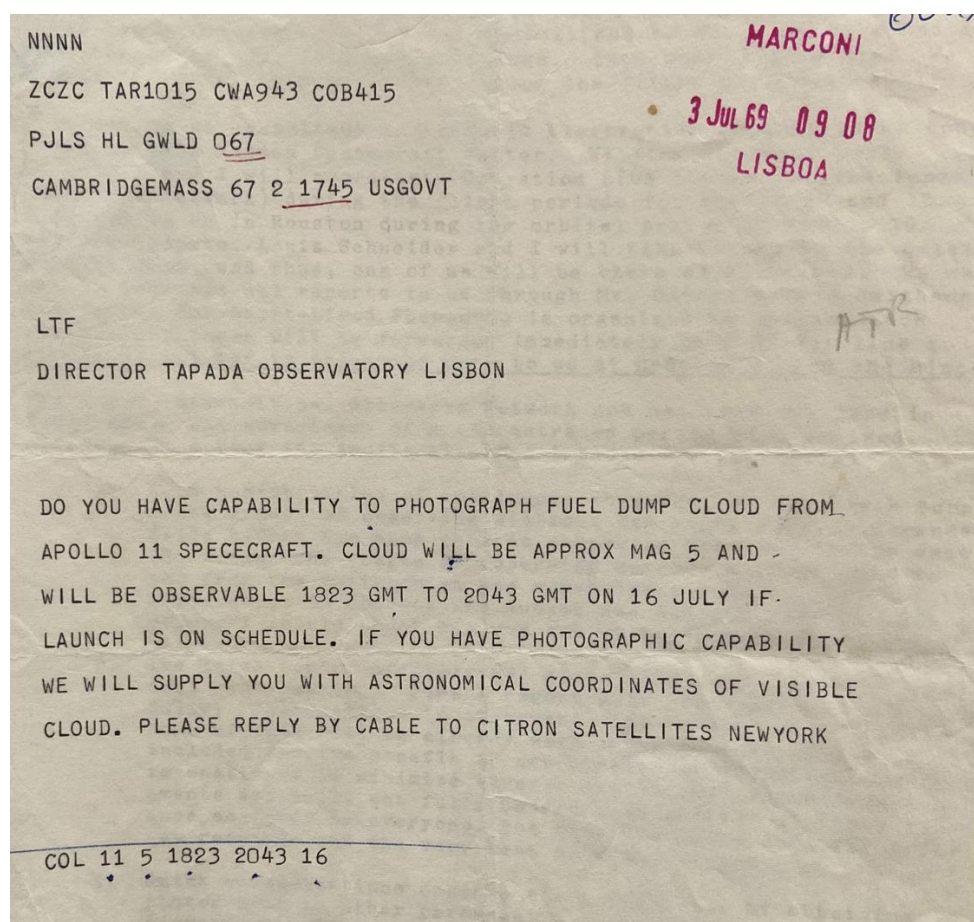 NNNN
MARCONI
ZCZC TAR1015 CWA943 COB415
3 JUL 69 09 08
PJLS HL GWLD 067
LISBOA
CAMBRIDGEMASS 67 2 1745 USGOVT
ATR
LTF
DIRECTOR TAPADA OBSERVATORY LISBON
DO YOU HAVE CAPABILITY TO PHOTOGRAPH FUEL DUMP CLOUD FROM
APOLLO 11 SPECECRAFT. CLOUD WILL BE APPROX MAG 5 AND
WILL BE OBSERVABLE 1823 GMT TO 2043 GMT ON 16 JULY IF
LAUNCH IS ON SCHEDULE. IF YOU HAVE PHOTOGRAPHIC CAPABILITY
WE WILL SUPPLY YOU WITH ASTRONOMICAL COORDINATES OF VISIBLE
CLOUD. PLEASE REPLY BY CABLE TO CITRON SATELLITES NEWYORK
COL 11 5 1823 2043 16